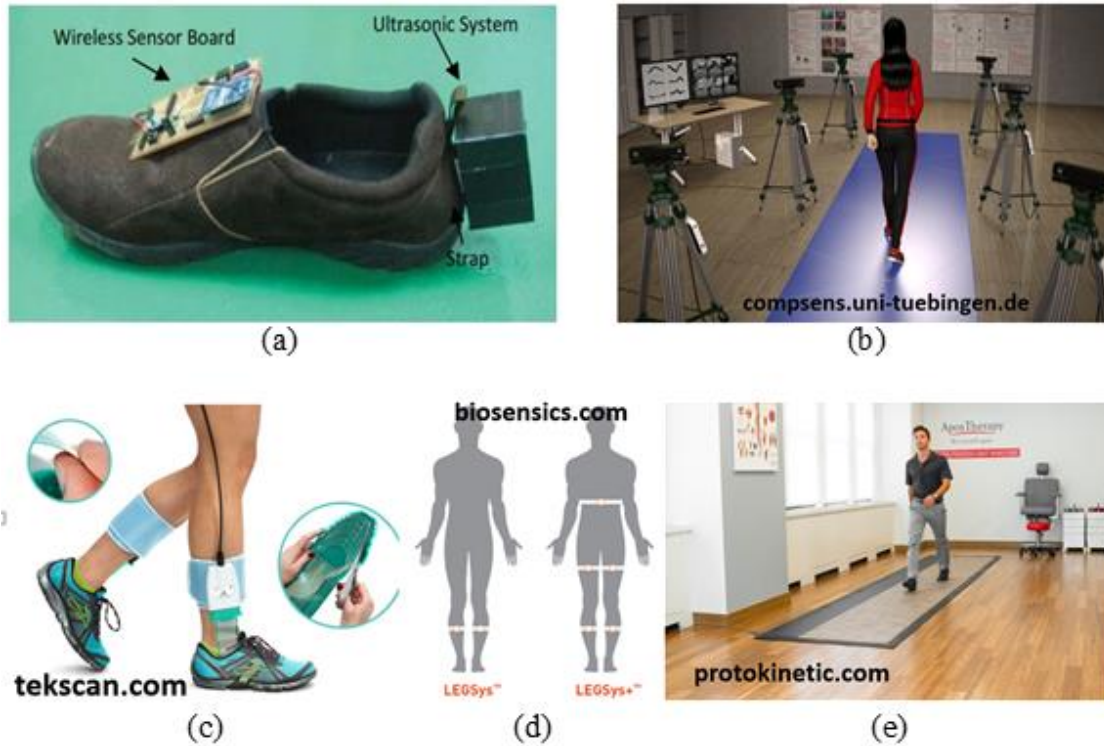 Wireless Sensor Board
Ultrasonic System
Strap
(a)
compsens.uni-tuebingen.de
(b)
tekscan.com
(c)
biosensics.com
LEGSys™
LEGSys+™
(d)
AposTherapy
protokinetic.com
(e)